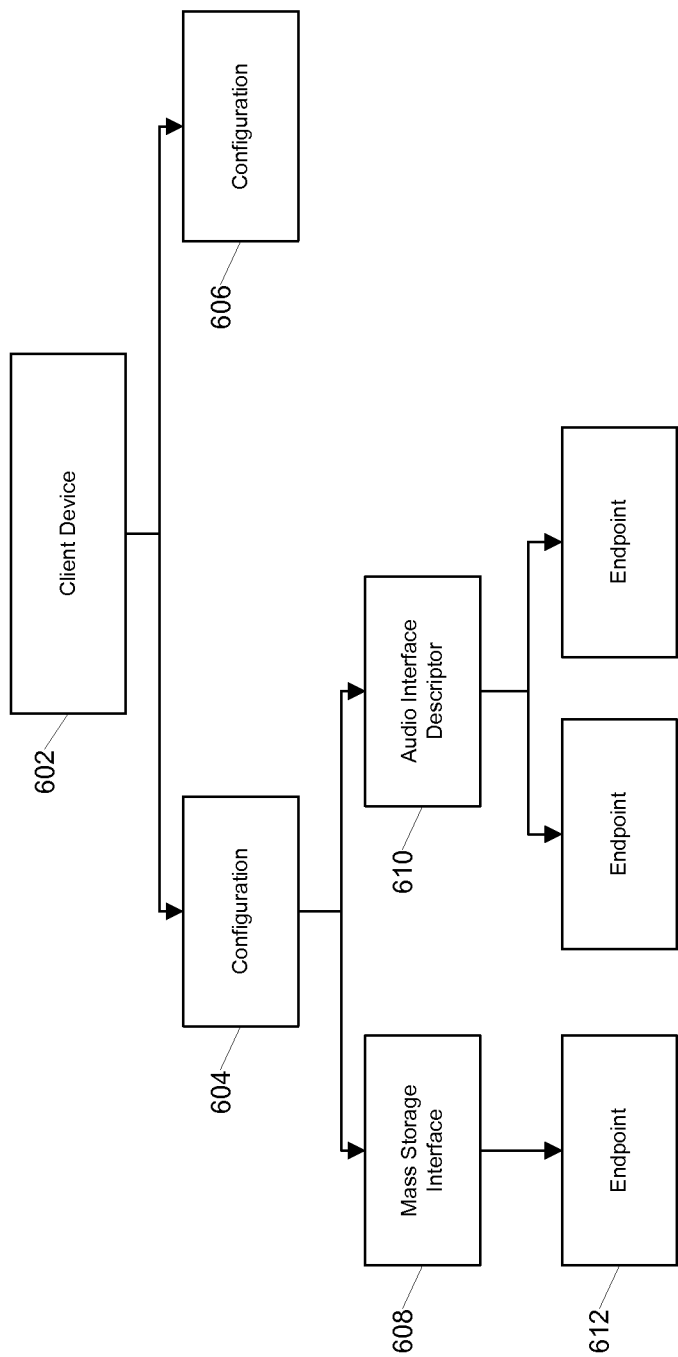 Client Device
602
Configuration
604
Configuration
606
Mass Storage
Interface
608
Audio Interface
Descriptor
610
Endpoint
612
Endpoint
Endpoint